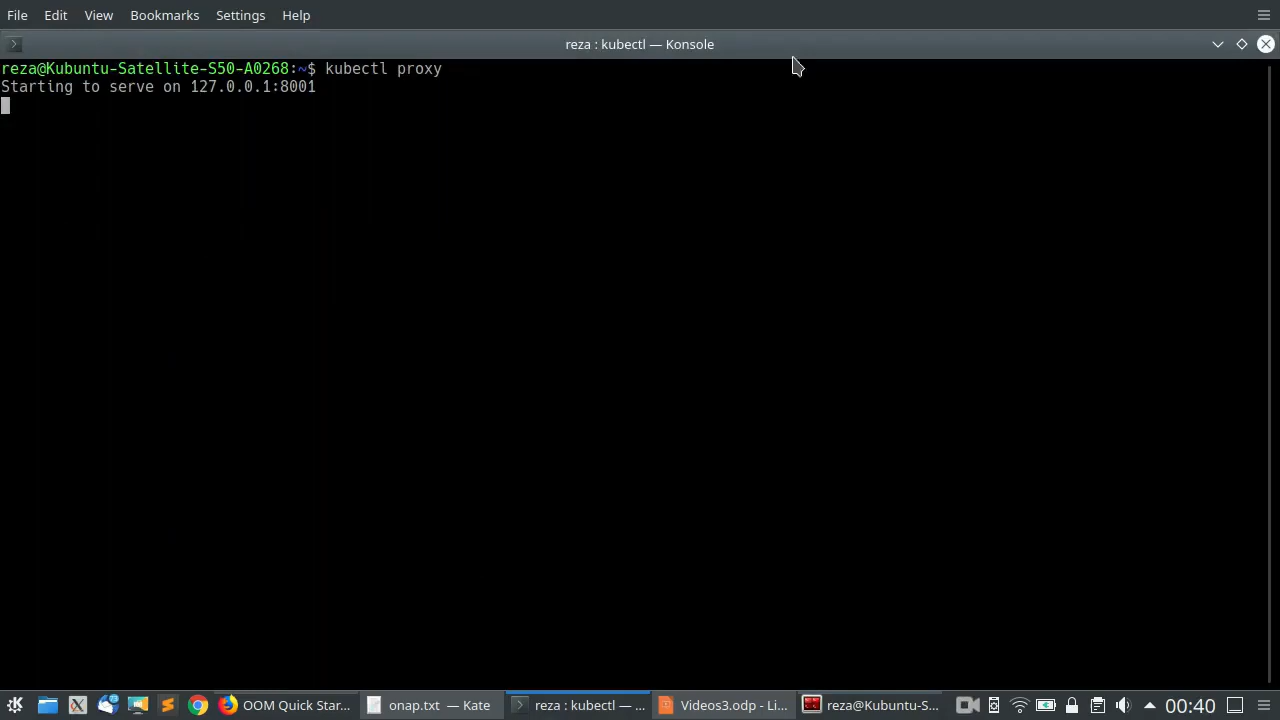 File Edit View Bookmarks Settings Help
reza : kubectl — Konsole
reza@Kubuntu-Satellite-S50-A0268:~$ kubectl proxy
Starting to serve on 127.0.0.1:8001
OOM Quick Star... onap.txt — Kate reza : kubectl — ... Videos3.odp - Li... reza@Kubuntu-S... 00:40